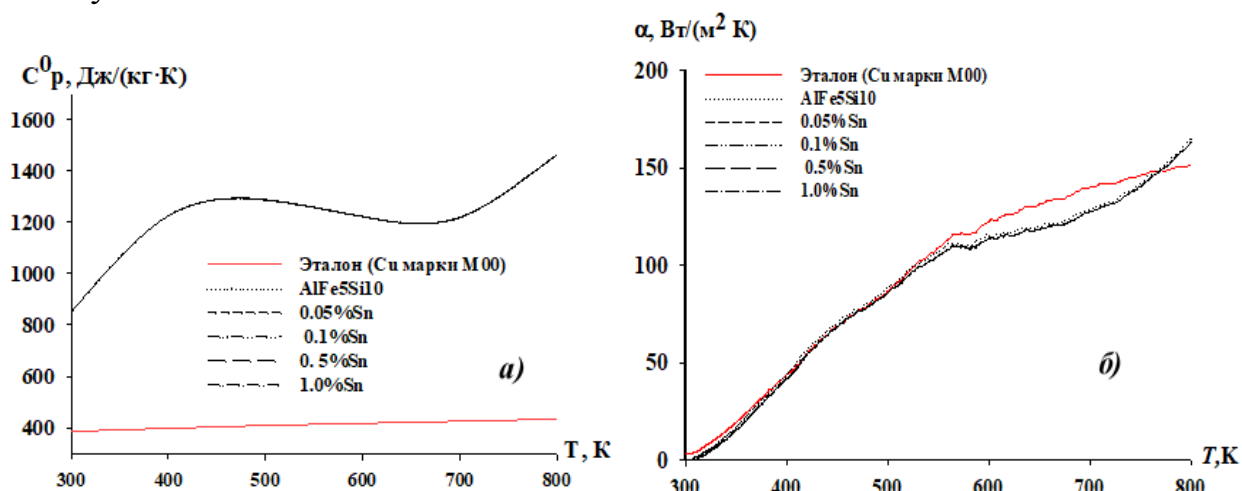 C⁰p, Дж/(кг·К)
1600
1400
1200
1000
800
600
400
300 400 500 600 700 800
T, K
Эталон (Cu марки М00)
AlFe5Si10
0.05%Sn
0.1%Sn
0.5%Sn
1.0%Sn
а)
α, Вт/(м² К)
200
150
100
50
0
300 400 500 600 700 800
T,K
Эталон (Cu марки М00)
AlFe5Si10
0.05%Sn
0.1%Sn
0.5%Sn
1.0%Sn
б)